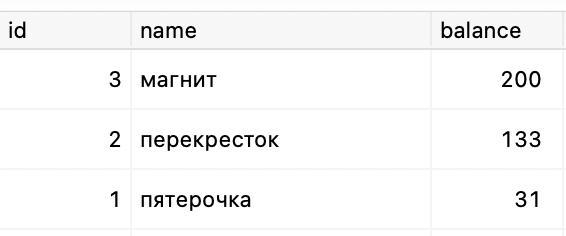 id name balance
3 магнит 200
2 перекресток 133
1 пятерочка 31